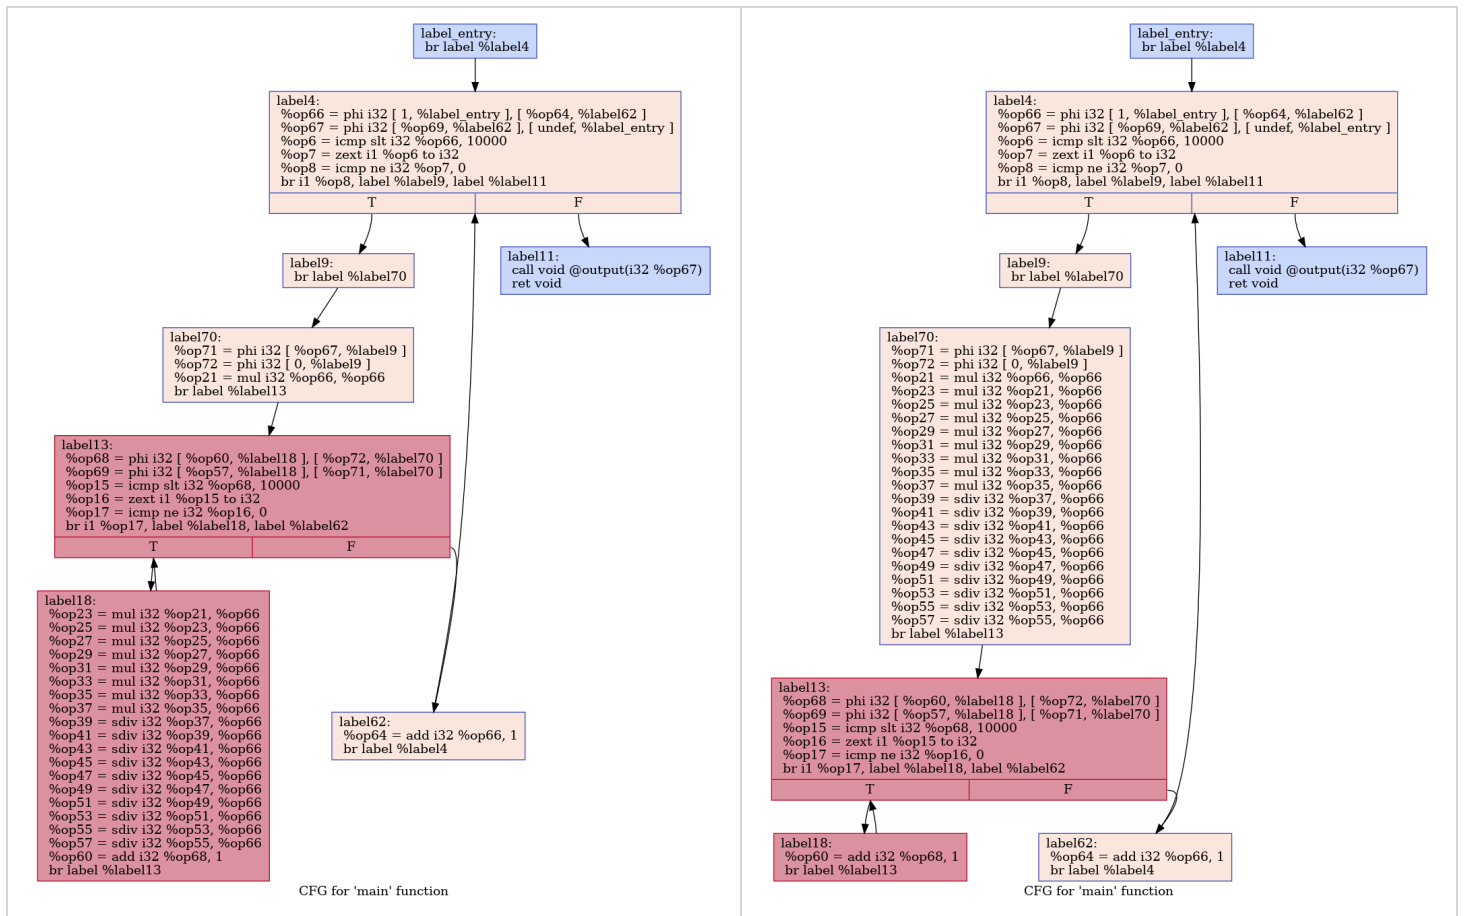 label_entry:
br label %label4
label4:
%op66 = phi i32 [ 1, %label_entry ], [ %op64, %label62 ]
%op67 = phi i32 [ %op69, %label62 ], [ undef, %label_entry ]
%op6 = icmp slt i32 %op66, 10000
%op7 = zext i1 %op6 to i32
%op8 = icmp ne i32 %op7, 0
br i1 %op8, label %label9, label %label11
T
F
label9:
br label %label70
label11:
call void @output(i32 %op67)
ret void
label70:
%op71 = phi i32 [ %op67, %label9 ]
%op72 = phi i32 [ 0, %label9 ]
%op21 = mul i32 %op66, %op66
br label %label13
label13:
%op68 = phi i32 [ %op60, %label18 ], [ %op72, %label70 ]
%op69 = phi i32 [ %op57, %label18 ], [ %op71, %label70 ]
%op15 = icmp slt i32 %op68, 10000
%op16 = zext i1 %op15 to i32
%op17 = icmp ne i32 %op16, 0
br i1 %op17, label %label18, label %label62
T
F
label18:
%op23 = mul i32 %op21, %op66
%op25 = mul i32 %op23, %op66
%op27 = mul i32 %op25, %op66
%op29 = mul i32 %op27, %op66
%op31 = mul i32 %op29, %op66
%op33 = mul i32 %op31, %op66
%op35 = mul i32 %op33, %op66
%op37 = mul i32 %op35, %op66
%op39 = sdiv i32 %op37, %op66
%op41 = sdiv i32 %op39, %op66
%op43 = sdiv i32 %op41, %op66
%op45 = sdiv i32 %op43, %op66
%op47 = sdiv i32 %op45, %op66
%op49 = sdiv i32 %op47, %op66
%op51 = sdiv i32 %op49, %op66
%op53 = sdiv i32 %op51, %op66
%op55 = sdiv i32 %op53, %op66
%op57 = sdiv i32 %op55, %op66
%op60 = add i32 %op68, 1
br label %label13
label62:
%op64 = add i32 %op66, 1
br label %label4
CFG for 'main' function
label_entry:
br label %label4
label4:
%op66 = phi i32 [ 1, %label_entry ], [ %op64, %label62 ]
%op67 = phi i32 [ %op69, %label62 ], [ undef, %label_entry ]
%op6 = icmp slt i32 %op66, 10000
%op7 = zext i1 %op6 to i32
%op8 = icmp ne i32 %op7, 0
br i1 %op8, label %label9, label %label11
T
F
label9:
br label %label70
label11:
call void @output(i32 %op67)
ret void
label70:
%op71 = phi i32 [ %op67, %label9 ]
%op72 = phi i32 [ 0, %label9 ]
%op21 = mul i32 %op66, %op66
%op23 = mul i32 %op21, %op66
%op25 = mul i32 %op23, %op66
%op27 = mul i32 %op25, %op66
%op29 = mul i32 %op27, %op66
%op31 = mul i32 %op29, %op66
%op33 = mul i32 %op31, %op66
%op35 = mul i32 %op33, %op66
%op37 = mul i32 %op35, %op66
%op39 = sdiv i32 %op37, %op66
%op41 = sdiv i32 %op39, %op66
%op43 = sdiv i32 %op41, %op66
%op45 = sdiv i32 %op43, %op66
%op47 = sdiv i32 %op45, %op66
%op49 = sdiv i32 %op47, %op66
%op51 = sdiv i32 %op49, %op66
%op53 = sdiv i32 %op51, %op66
%op55 = sdiv i32 %op53, %op66
%op57 = sdiv i32 %op55, %op66
br label %label13
label13:
%op68 = phi i32 [ %op60, %label18 ], [ %op72, %label70 ]
%op69 = phi i32 [ %op57, %label18 ], [ %op71, %label70 ]
%op15 = icmp slt i32 %op68, 10000
%op16 = zext i1 %op15 to i32
%op17 = icmp ne i32 %op16, 0
br i1 %op17, label %label18, label %label62
T
F
label18:
%op60 = add i32 %op68, 1
br label %label13
label62:
%op64 = add i32 %op66, 1
br label %label4
CFG for 'main' function